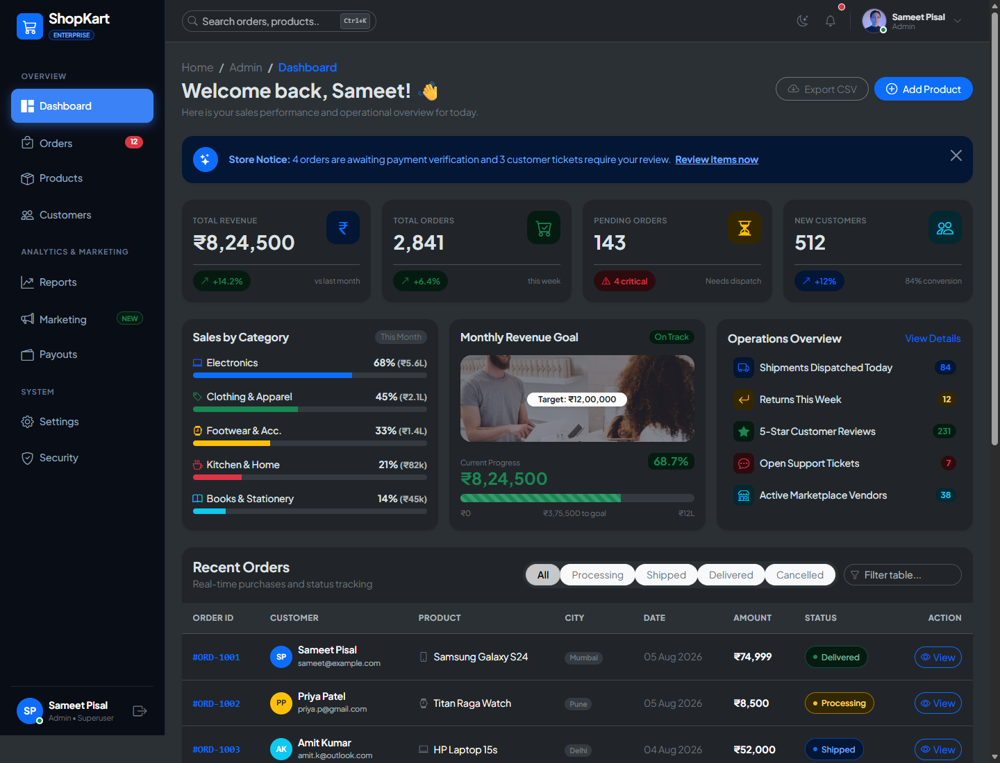 ShopKart
ENTERPRISE
Search orders, products..
Ctrl+K
Sameet Pisal
Admin
OVERVIEW
Dashboard
Orders
12
Products
Customers
ANALYTICS & MARKETING
Reports
Marketing
NEW
Payouts
SYSTEM
Settings
Security
SP
Sameet Pisal
Admin • Superuser
Home / Admin / Dashboard
Welcome back, Sameet! 👋
Here is your sales performance and operational overview for today.
Export CSV
Add Product
Store Notice: 4 orders are awaiting payment verification and 3 customer tickets require your review. Review items now
TOTAL REVENUE
₹8,24,500
₹
+14.2%
vs last month
TOTAL ORDERS
2,841
+6.4%
this week
PENDING ORDERS
143
4 critical
Needs dispatch
NEW CUSTOMERS
512
+12%
84% conversion
Sales by Category
This Month
Electronics
68% (₹5.6L)
Clothing & Apparel
45% (₹2.1L)
Footwear & Acc.
33% (₹1.4L)
Kitchen & Home
21% (₹82k)
Books & Stationery
14% (₹45k)
Monthly Revenue Goal
On Track
Target: ₹12,00,000
Current Progress
₹8,24,500
68.7%
₹0
₹3,75,500 to goal
₹12L
Operations Overview
View Details
Shipments Dispatched Today
84
Returns This Week
12
5-Star Customer Reviews
231
Open Support Tickets
7
Active Marketplace Vendors
38
Recent Orders
Real-time purchases and status tracking
All
Processing
Shipped
Delivered
Cancelled
Filter table...
ORDER ID
CUSTOMER
PRODUCT
CITY
DATE
AMOUNT
STATUS
ACTION
#ORD-1001
SP
Sameet Pisal
sameet@example.com
Samsung Galaxy S24
Mumbai
05 Aug 2026
₹74,999
Delivered
View
#ORD-1002
PP
Priya Patel
priya.p@gmail.com
Titan Raga Watch
Pune
05 Aug 2026
₹8,500
Processing
View
#ORD-1003
AK
Amit Kumar
amit.k@outlook.com
HP Laptop 15s
Delhi
04 Aug 2026
₹52,000
Shipped
View